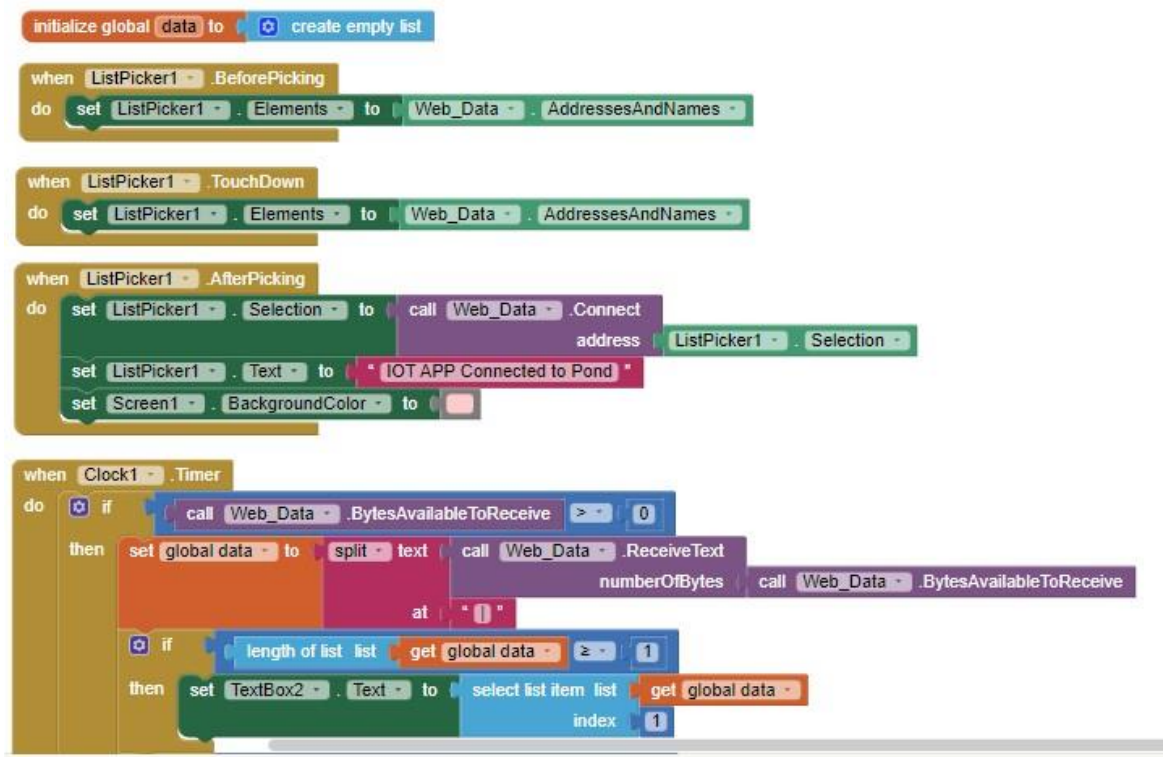 initialize global data to create empty list
when ListPicker1 .BeforePicking
do set ListPicker1 . Elements to Web_Data . AddressesAndNames
when ListPicker1 .TouchDown
do set ListPicker1 . Elements to Web_Data . AddressesAndNames
when ListPicker1 .AfterPicking
do set ListPicker1 . Selection to call Web_Data .Connect
address ListPicker1 . Selection
set ListPicker1 . Text to " IOT APP Connected to Pond "
set Screen1 . BackgroundColor to
when Clock1 .Timer
do if call Web_Data .BytesAvailableToReceive > 0
then set global data to split text call Web_Data .ReceiveText
numberOfBytes call Web_Data .BytesAvailableToReceive
at " | "
if length of list list get global data ≥ 1
then set TextBox2 . Text to select list item list get global data
index 1